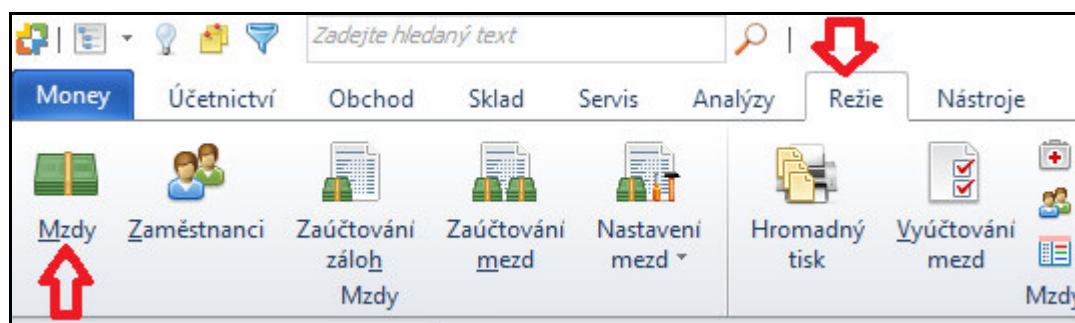 Zadejte hledaný text
Money Účetnictví Obchod Sklad Servis Analýzy Režie Nástroje
Mzdy Zaměstnanci Zaúčtování Zaúčtování Nastavení Hromadný Vyúčtování
záloh mezd mezd tisk mezd
Mzdy Mzdy